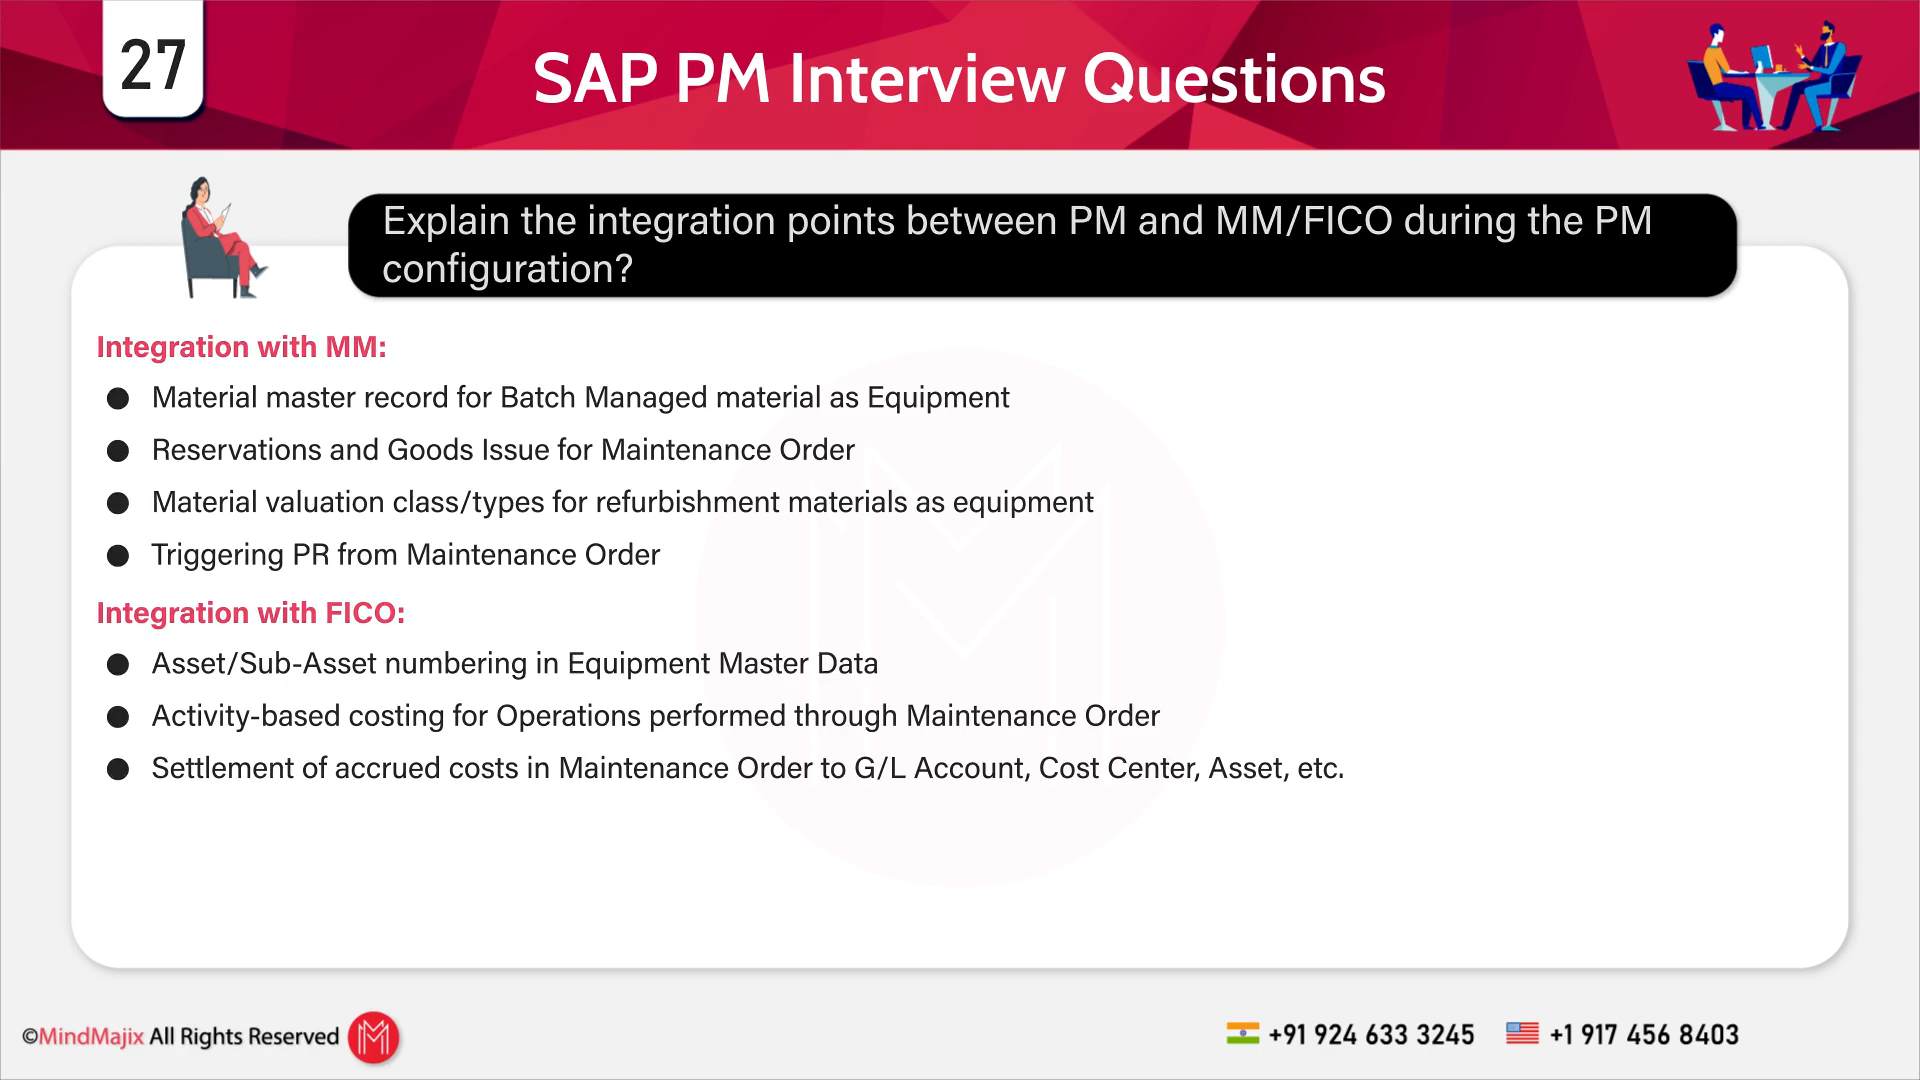 27
SAP PM Interview Questions
Explain the integration points between PM and MM/FICO during the PM
configuration?
Integration with MM:
● Material master record for Batch Managed material as Equipment
● Reservations and Goods Issue for Maintenance Order
● Material valuation class/types for refurbishment materials as equipment
● Triggering PR from Maintenance Order
Integration with FICO:
● Asset/Sub-Asset numbering in Equipment Master Data
● Activity-based costing for Operations performed through Maintenance Order
● Settlement of accrued costs in Maintenance Order to G/L Account, Cost Center, Asset, etc.
©MindMajix All Rights Reserved
+91 924 633 3245
+1 917 456 8403